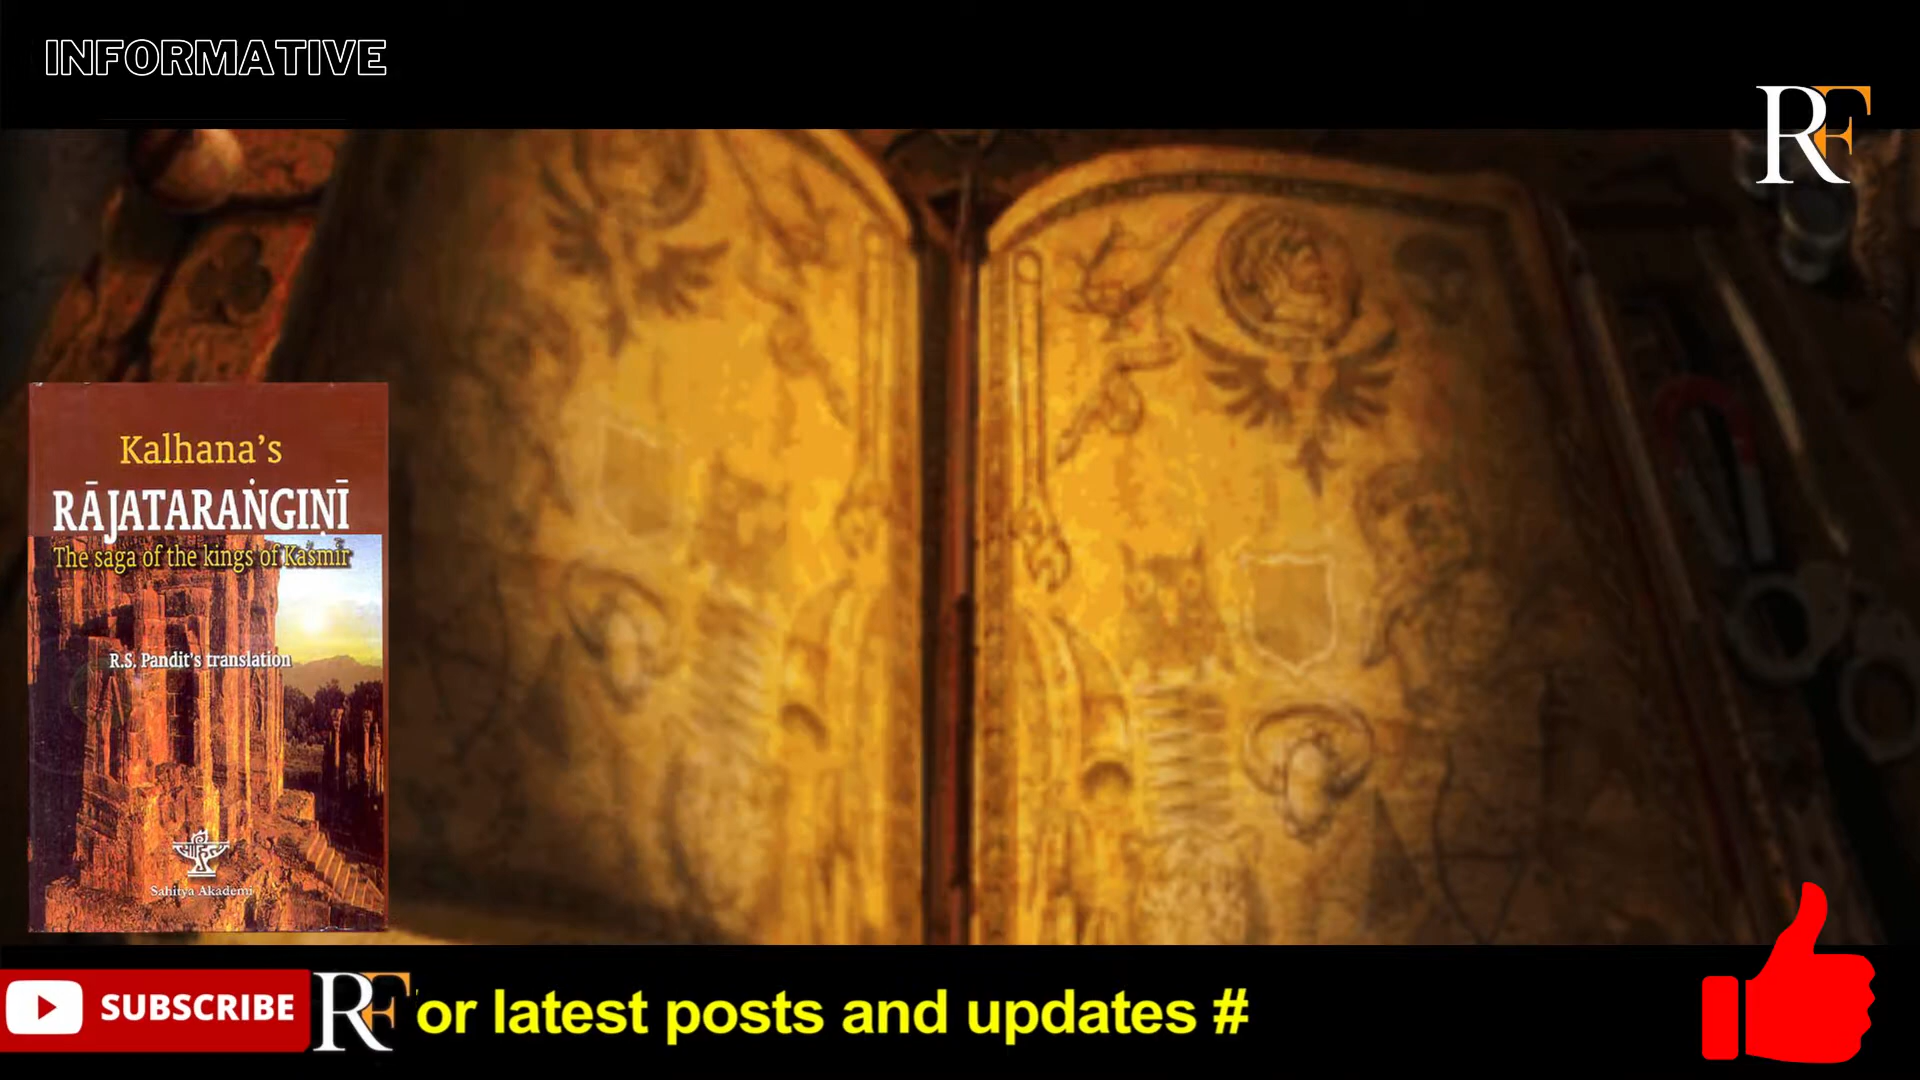 INFORMATIVE
RF
Kalhana's
RĀJATARAṄGIṆĪ
The saga of the kings of Kaśmir
R.S. Pandit's translation
Sahitya Akademi
SUBSCRIBE RF or latest posts and updates #